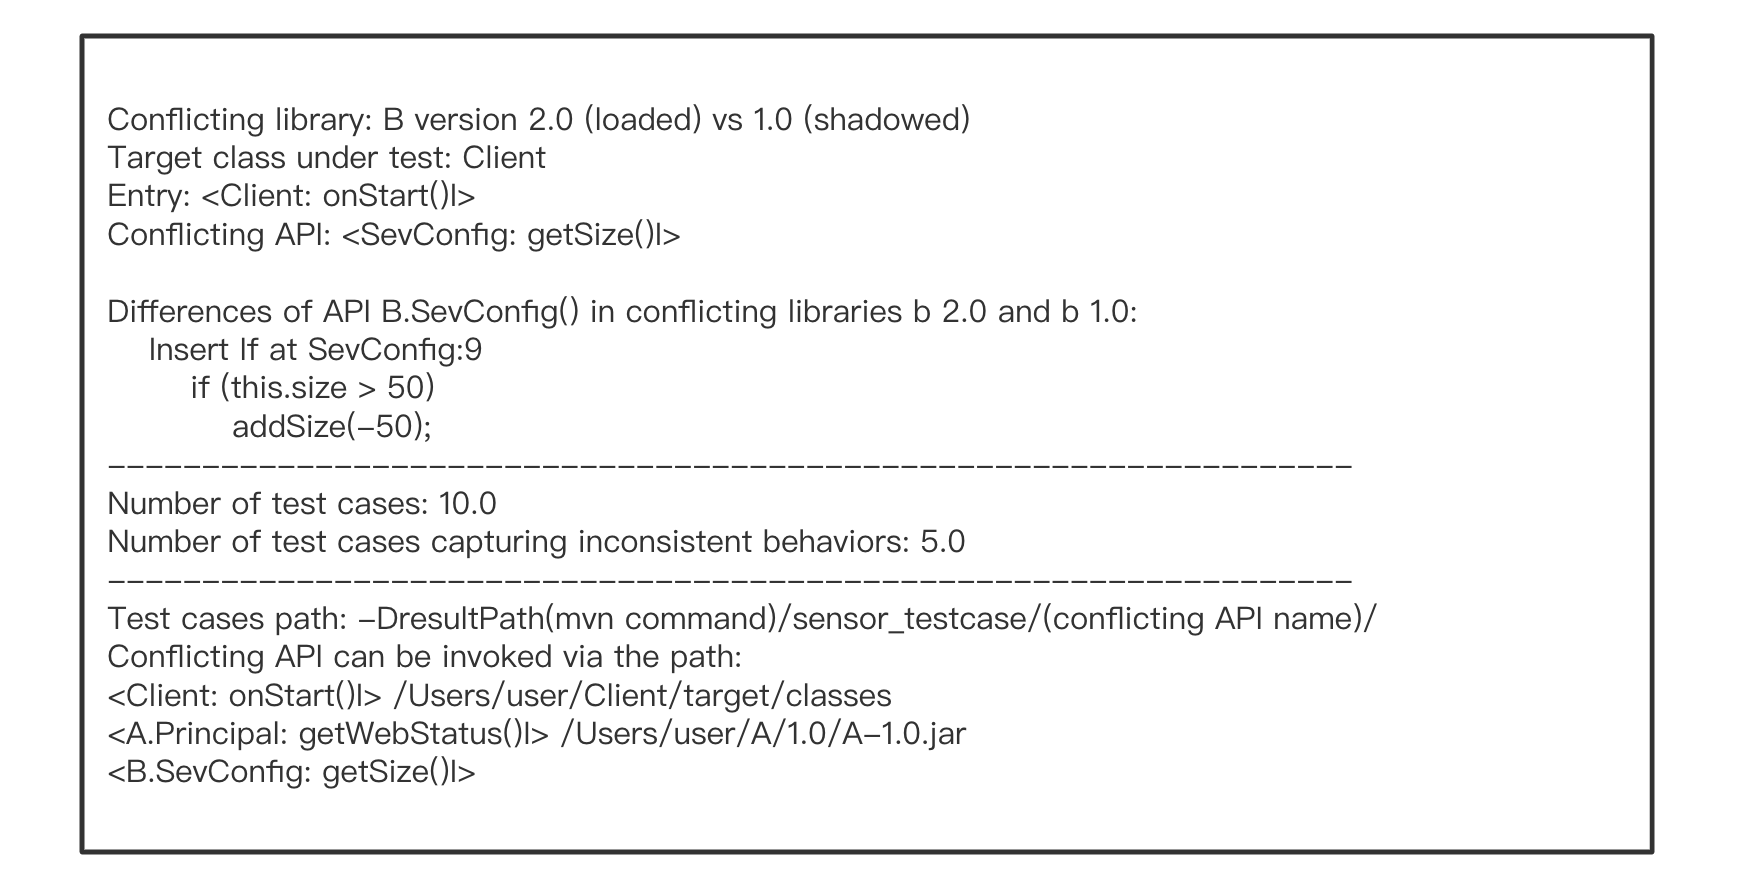 Conflicting library: B version 2.0 (loaded) vs 1.0 (shadowed)
Target class under test: Client
Entry: <Client: onStart()I>
Conflicting API: <SevConfig: getSize()I>
Differences of API B.SevConfig() in conflicting libraries b 2.0 and b 1.0:
Insert If at SevConfig:9
if (this.size > 50)
addSize(-50);
------------------------------------------------------------------
Number of test cases: 10.0
Number of test cases capturing inconsistent behaviors: 5.0
------------------------------------------------------------------
Test cases path: -DresultPath(mvn command)/sensor_testcase/(conflicting API name)/
Conflicting API can be invoked via the path:
<Client: onStart()I> /Users/user/Client/target/classes
<A.Principal: getWebStatus()I> /Users/user/A/1.0/A-1.0.jar
<B.SevConfig: getSize()I>